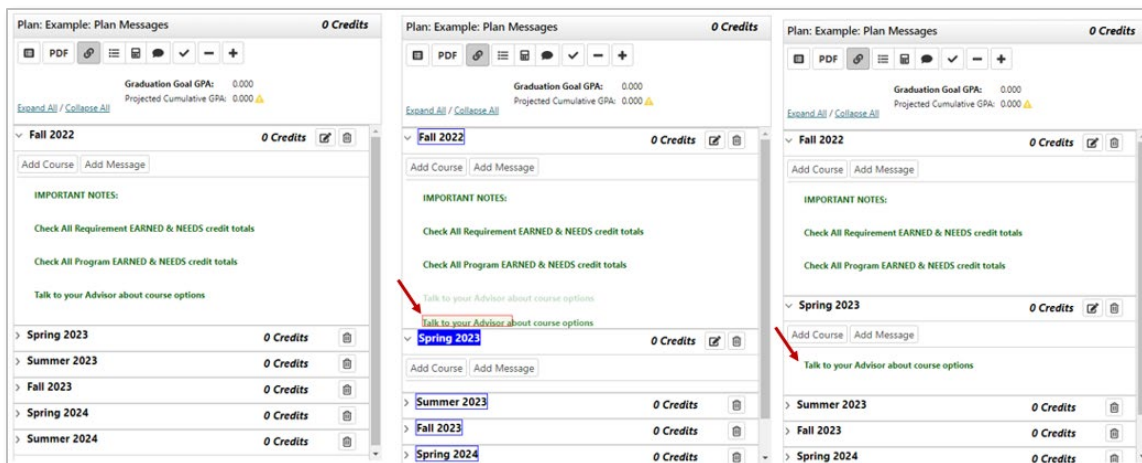 Plan: Example: Plan Messages 0 Credits
PDF
Graduation Goal GPA: 0.000
Projected Cumulative GPA: 0.000
Expand All / Collapse All
Fall 2022 0 Credits
Add Course Add Message
IMPORTANT NOTES:
Check All Requirement EARNED & NEEDS credit totals
Check All Program EARNED & NEEDS credit totals
Talk to your Advisor about course options
Spring 2023 0 Credits
Summer 2023 0 Credits
Fall 2023 0 Credits
Spring 2024 0 Credits
Summer 2024 0 Credits
Plan: Example: Plan Messages 0 Credits
PDF
Graduation Goal GPA: 0.000
Projected Cumulative GPA: 0.000
Expand All / Collapse All
Fall 2022 0 Credits
Add Course Add Message
IMPORTANT NOTES:
Check All Requirement EARNED & NEEDS credit totals
Check All Program EARNED & NEEDS credit totals
Talk to your Advisor about course options
Talk to your Advisor about course options
Spring 2023 0 Credits
Add Course Add Message
Summer 2023 0 Credits
Fall 2023 0 Credits
Spring 2024 0 Credits
Plan: Example: Plan Messages 0 Credits
PDF
Graduation Goal GPA: 0.000
Projected Cumulative GPA: 0.000
Expand All / Collapse All
Fall 2022 0 Credits
Add Course Add Message
IMPORTANT NOTES:
Check All Requirement EARNED & NEEDS credit totals
Check All Program EARNED & NEEDS credit totals
Spring 2023 0 Credits
Add Course Add Message
Talk to your Advisor about course options
Summer 2023 0 Credits
Fall 2023 0 Credits
Spring 2024 0 Credits